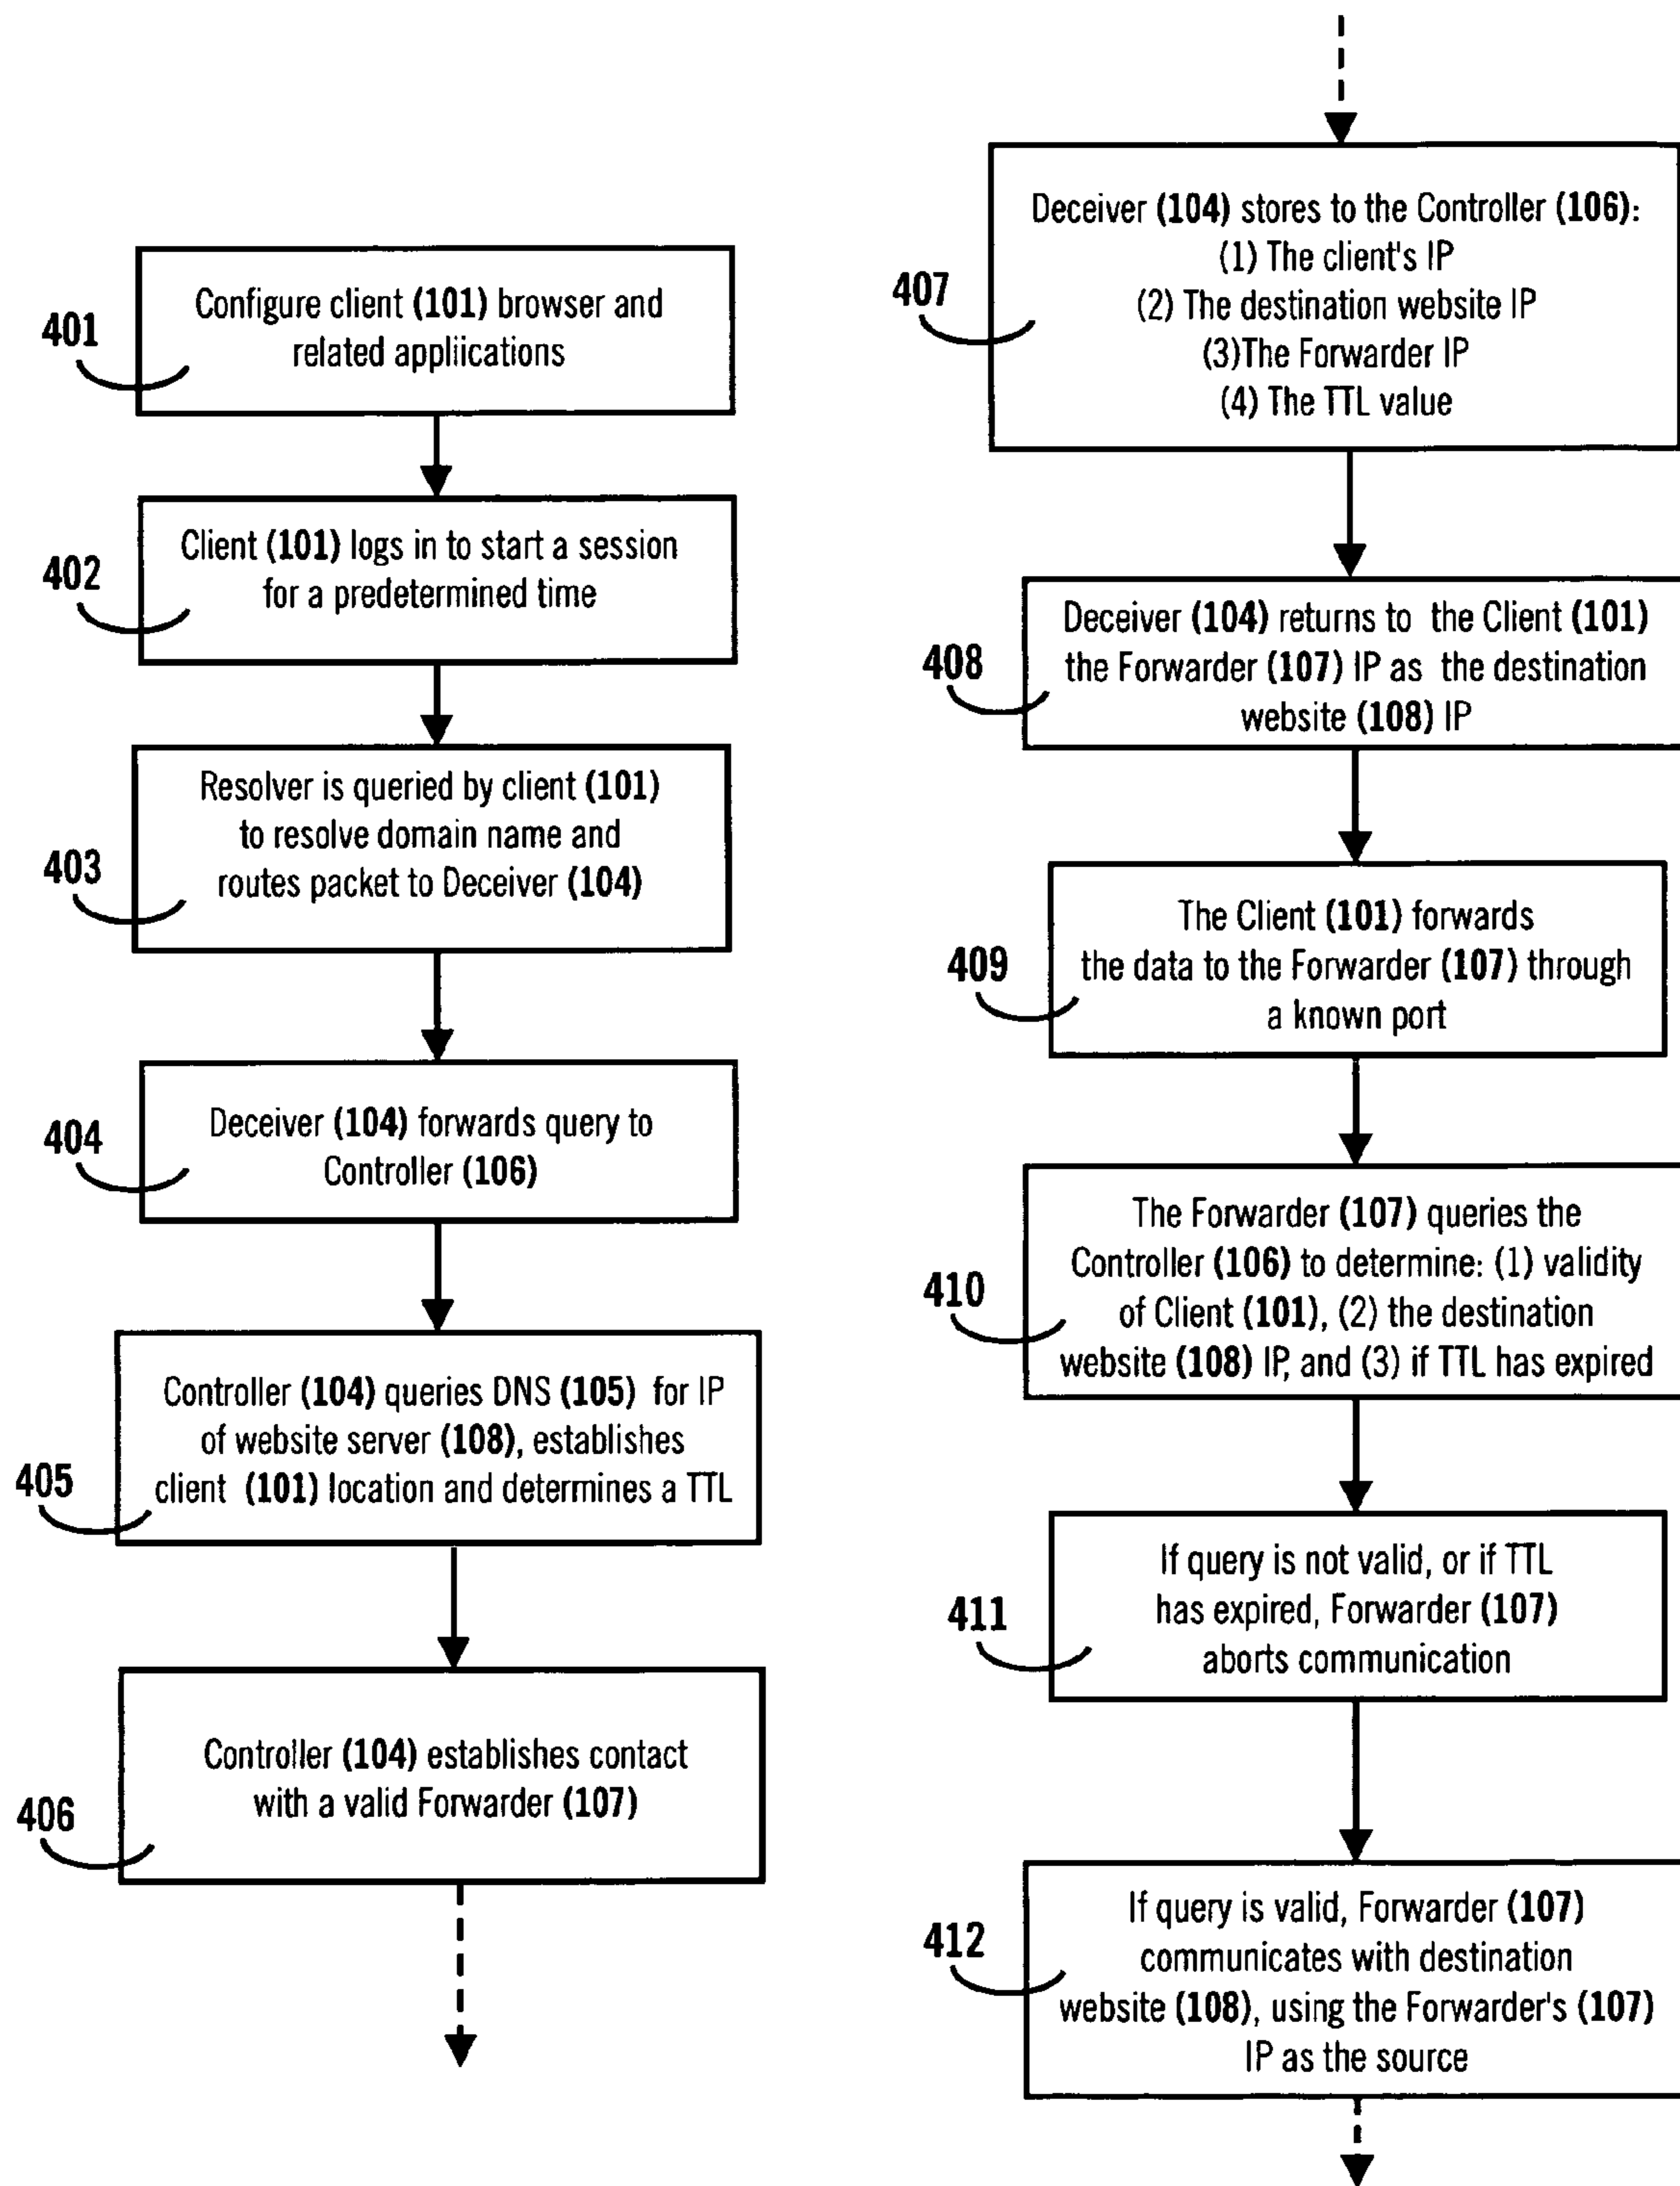 401
Configure client (101) browser and
related appliications
402
Client (101) logs in to start a session
for a predetermined time
403
Resolver is queried by client (101)
to resolve domain name and
routes packet to Deceiver (104)
404
Deceiver (104) forwards query to
Controller (106)
405
Controller (104) queries DNS (105) for IP
of website server (108), establishes
client (101) location and determines a TTL
406
Controller (104) establishes contact
with a valid Forwarder (107)
407
Deceiver (104) stores to the Controller (106):
(1) The client's IP
(2) The destination website IP
(3)The Forwarder IP
(4) The TTL value
408
Deceiver (104) returns to the Client (101)
the Forwarder (107) IP as the destination
website (108) IP
409
The Client (101) forwards
the data to the Forwarder (107) through
a known port
410
The Forwarder (107) queries the
Controller (106) to determine: (1) validity
of Client (101), (2) the destination
website (108) IP, and (3) if TTL has expired
411
If query is not valid, or if TTL
has expired, Forwarder (107)
aborts communication
412
If query is valid, Forwarder (107)
communicates with destination
website (108), using the Forwarder's (107)
IP as the source